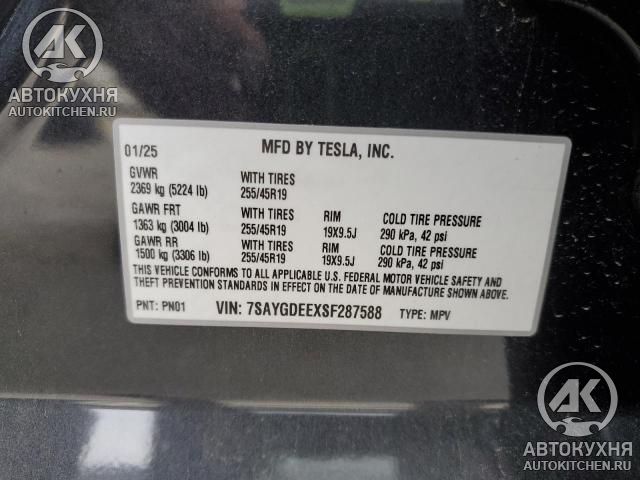 АК
АВТОКУХНЯ
AUTOKITCHEN.RU
01/25 MFD BY TESLA, INC.
GVWR WITH TIRES
2369 kg (5224 lb) 255/45R19
GAWR FRT WITH TIRES RIM COLD TIRE PRESSURE
1363 kg (3004 lb) 255/45R19 19X9.5J 290 kPa, 42 psi
GAWR RR WITH TIRES RIM COLD TIRE PRESSURE
1500 kg (3306 lb) 255/45R19 19X9.5J 290 kPa, 42 psi
THIS VEHICLE CONFORMS TO ALL APPLICABLE U.S. FEDERAL MOTOR VEHICLE SAFETY AND
THEFT PREVENTION STANDARDS IN EFFECT ON THE DATE OF MANUFACTURE SHOWN ABOVE.
PNT: PN01 VIN: 7SAYGDEEXSF287588 TYPE: MPV
АК
АВТОКУХНЯ
AUTOKITCHEN.RU